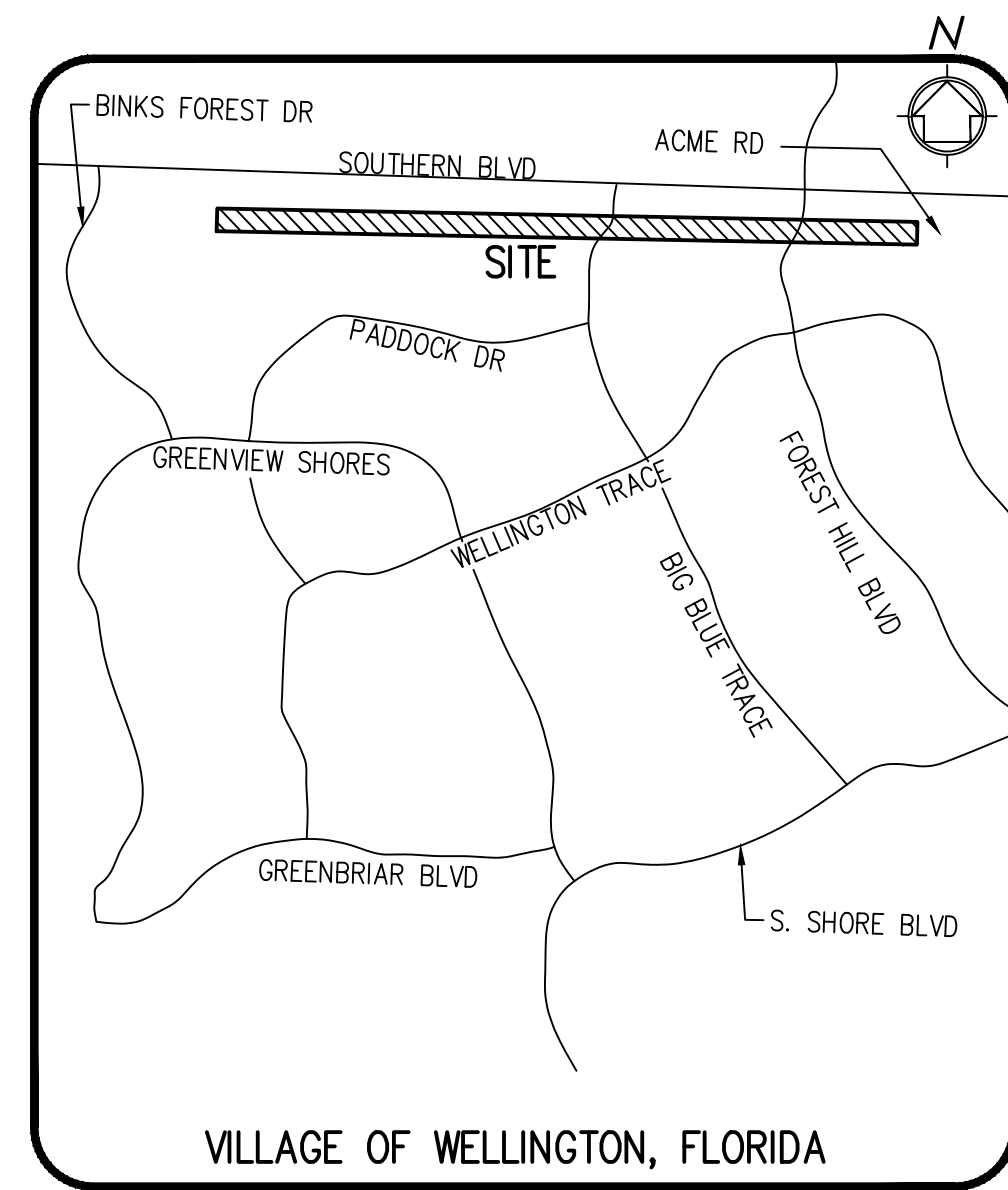 N
BINKS FOREST DR
ACME RD
SOUTHERN BLVD
SITE
PADDOCK DR
GREENVIEW SHORES
WELLINGTON TRACE
FOREST HILL BLVD
BIG BLUE TRACE
GREENBRIAR BLVD
S. SHORE BLVD
VILLAGE OF WELLINGTON, FLORIDA